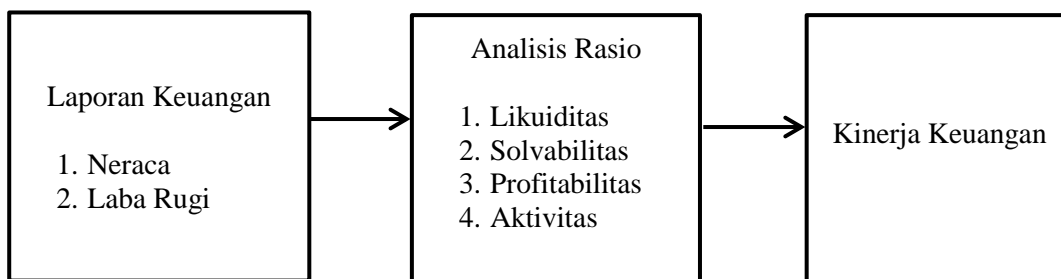 Laporan Keuangan
1. Neraca
2. Laba Rugi
Analisis Rasio
1. Likuiditas
2. Solvabilitas
3. Profitabilitas
4. Aktivitas
Kinerja Keuangan